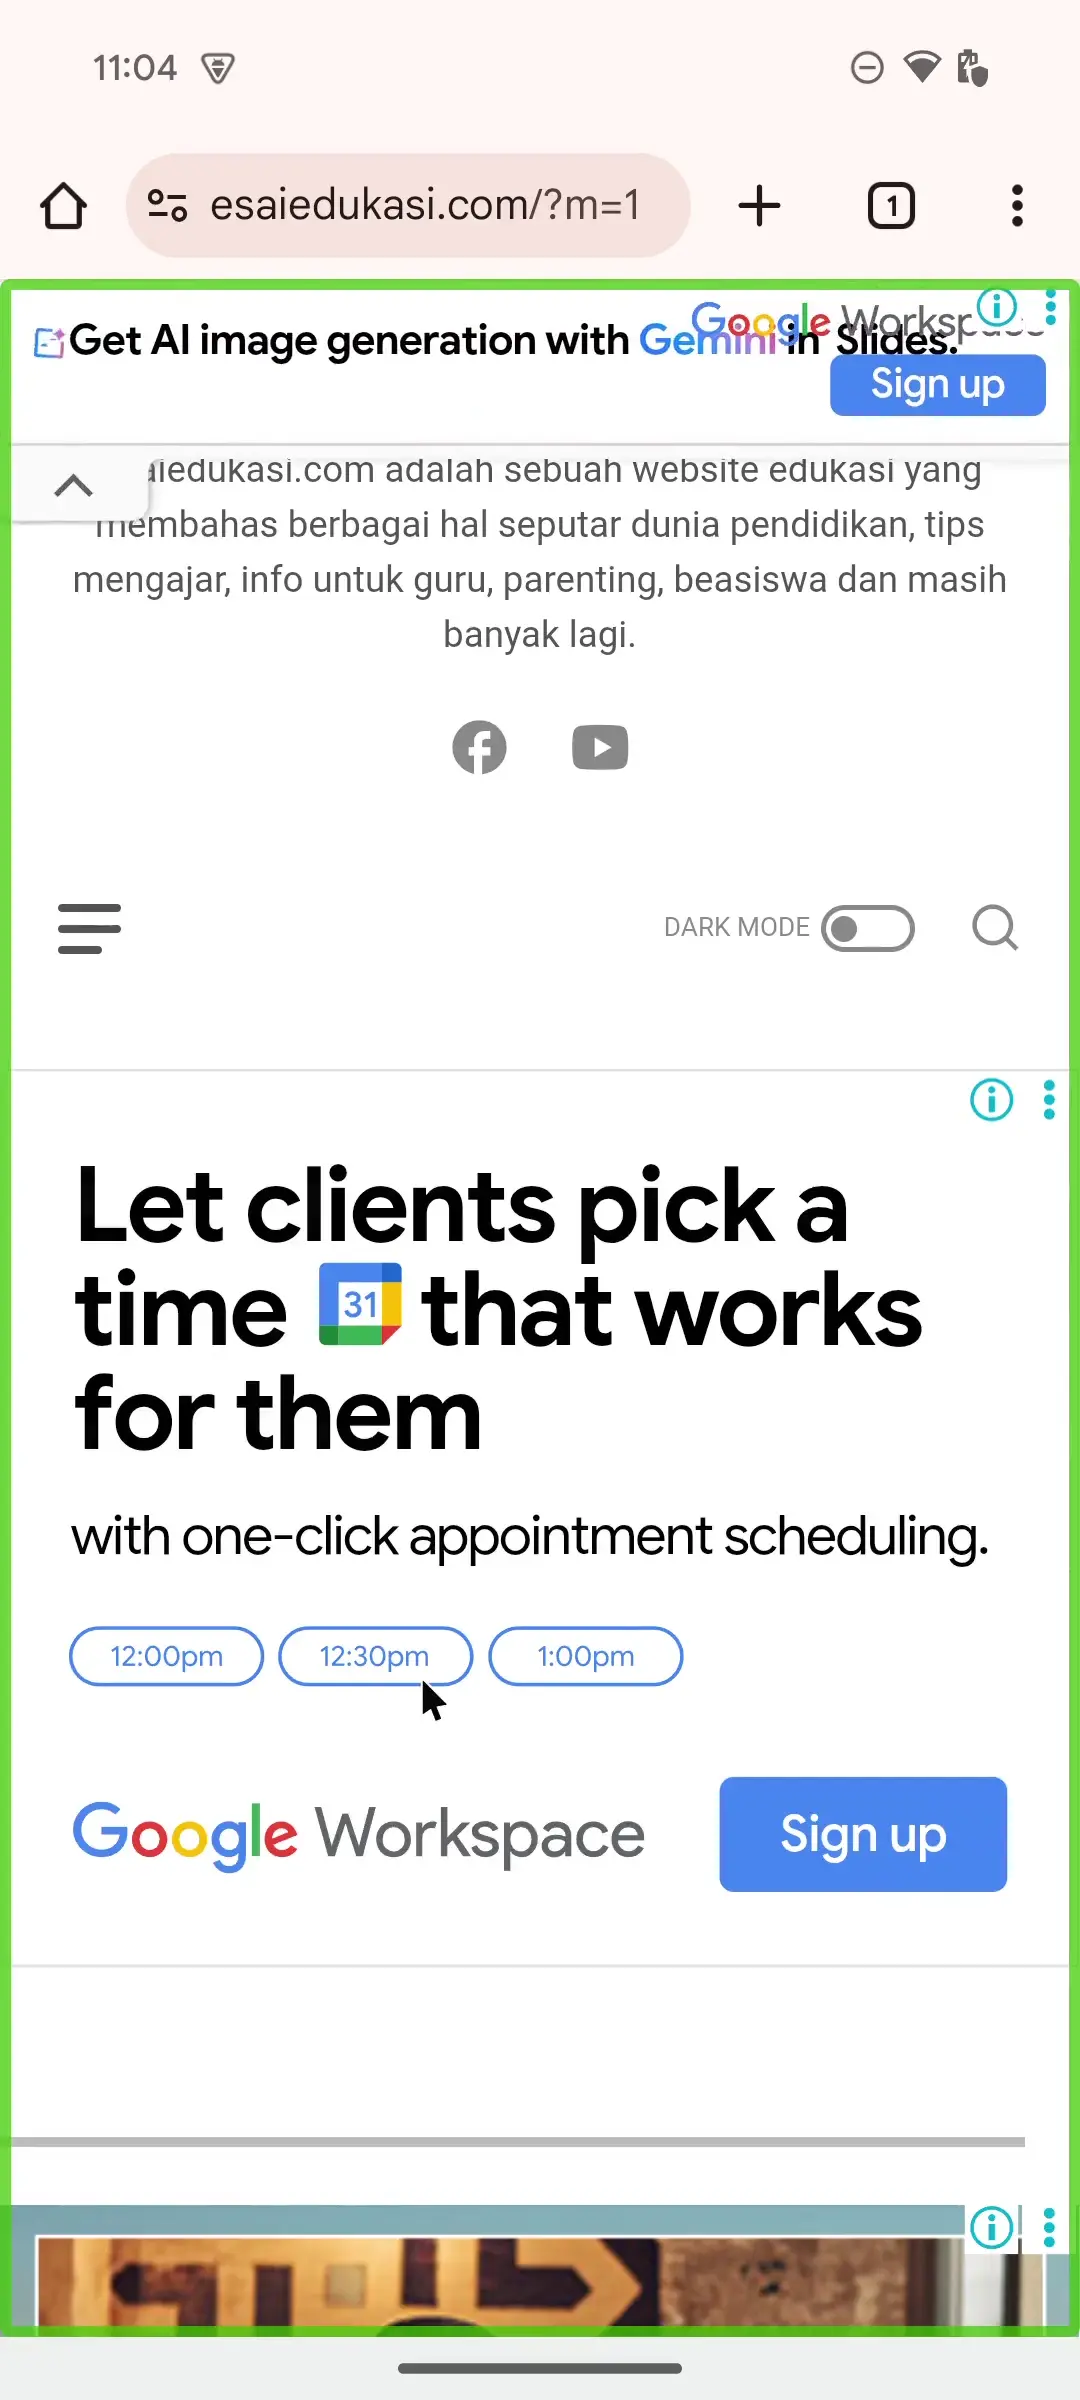 11:04
esaiedukasi.com/?m=1
1
Get AI image generation with Gemini in Slides.
Google
Sign up
aiedukasi.com adalah sebuah website edukasi yang
membahas berbagai hal seputar dunia pendidikan, tips
mengajar, info untuk guru, parenting, beasiswa dan masih
banyak lagi.
DARK MODE
Let clients pick a
time 31 that works
for them
with one-click appointment scheduling.
12:00pm 12:30pm 1:00pm
Google Workspace
Sign up